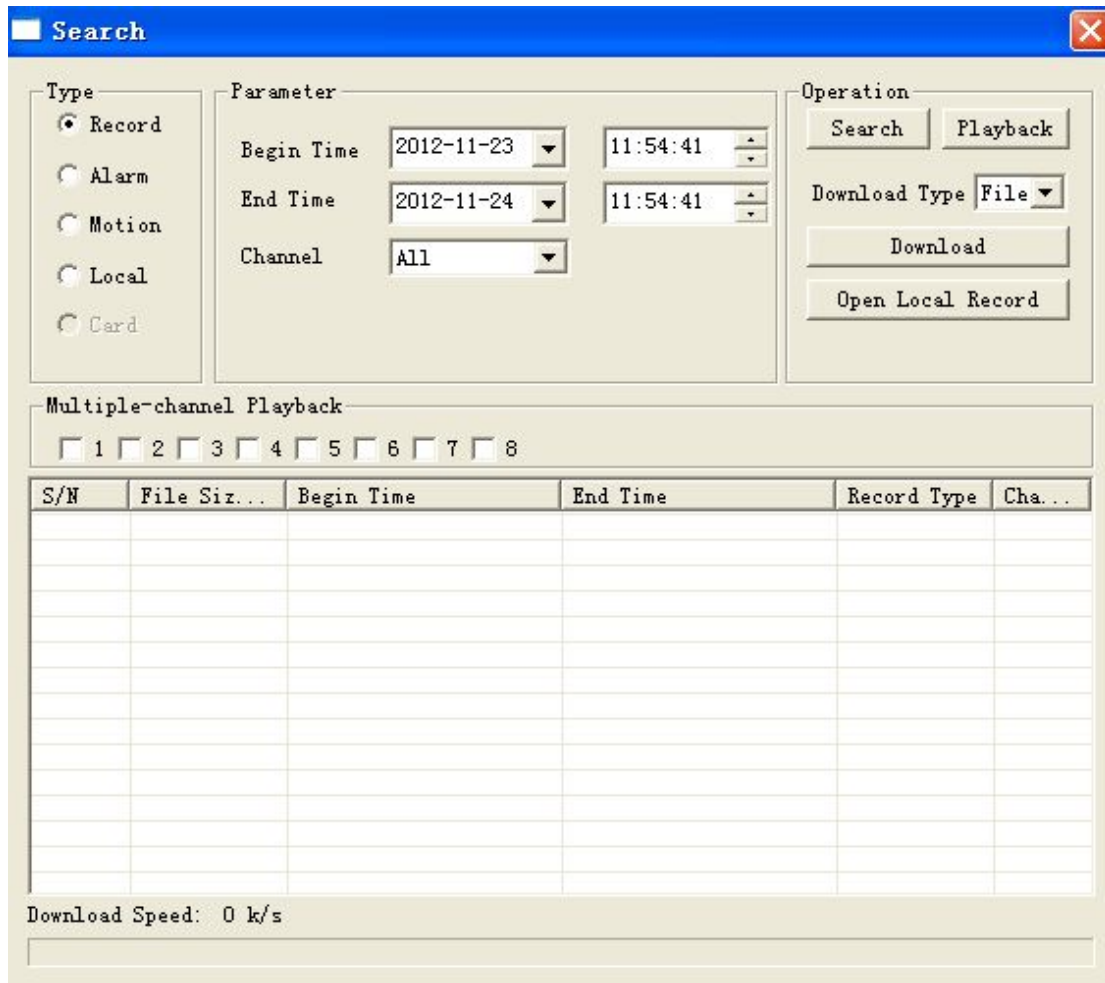 Search
Type
Record
Alarm
Motion
Local
Card
Parameter
Begin Time 2012-11-23 11:54:41
End Time 2012-11-24 11:54:41
Channel All
Operation
Search Playback
Download Type File
Download
Open Local Record
Multiple-channel Playback
1 2 3 4 5 6 7 8
S/N File Siz... Begin Time End Time Record Type Cha...
Download Speed: 0 k/s